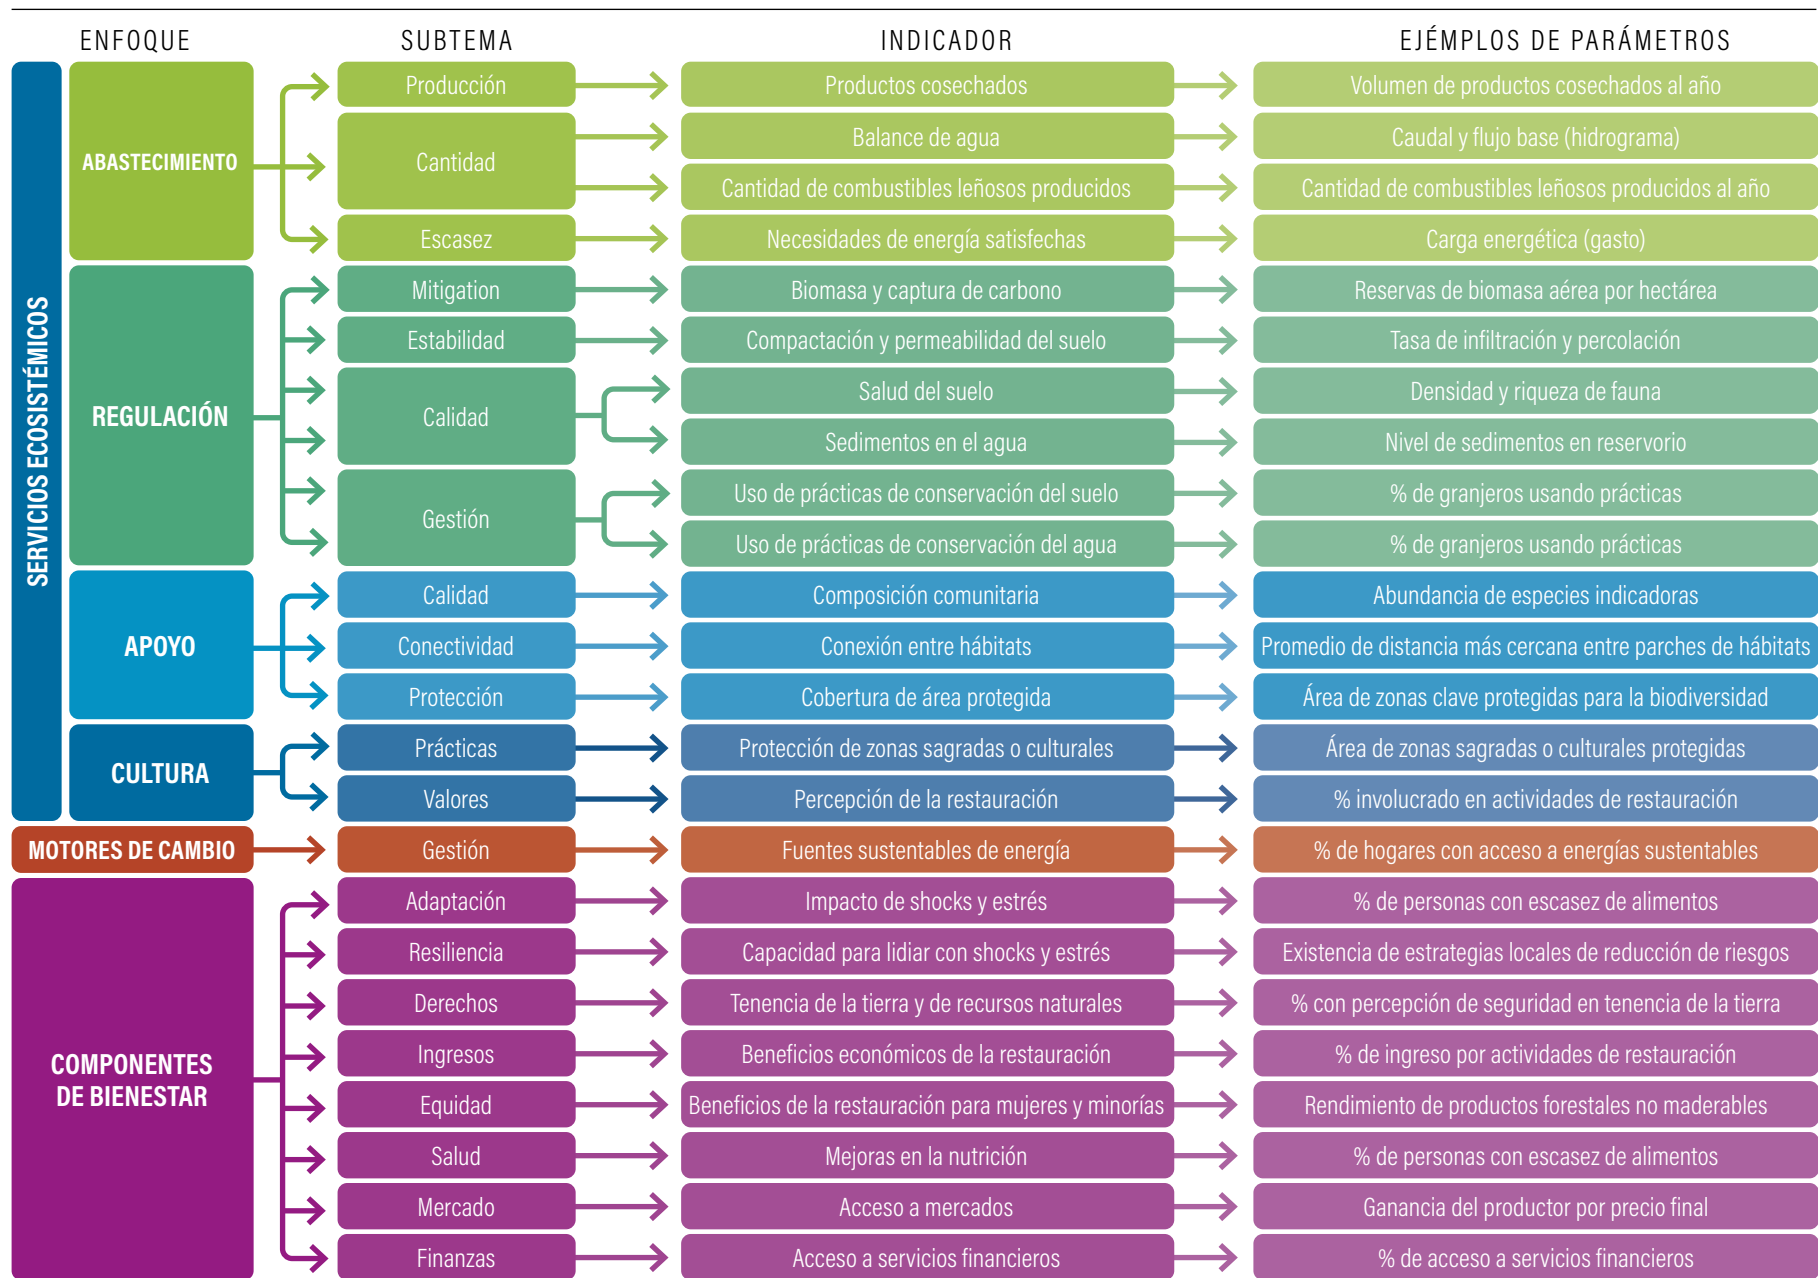 ENFOQUE SUBTEMA INDICADOR EJÉMPLOS DE PARÁMETROS
SERVICIOS ECOSISTÉMICOS
ABASTECIMIENTO
Producción Productos cosechados Volumen de productos cosechados al año
Cantidad
Balance de agua Caudal y flujo base (hidrograma)
Cantidad de combustibles leñosos producidos Cantidad de combustibles leñosos producidos al año
Escasez Necesidades de energía satisfechas Carga energética (gasto)
REGULACIÓN
Mitigation Biomasa y captura de carbono Reservas de biomasa aérea por hectárea
Estabilidad Compactación y permeabilidad del suelo Tasa de infiltración y percolación
Calidad
Salud del suelo Densidad y riqueza de fauna
Sedimentos en el agua Nivel de sedimentos en reservorio
Gestión
Uso de prácticas de conservación del suelo % de granjeros usando prácticas
Uso de prácticas de conservación del agua % de granjeros usando prácticas
APOYO
Calidad Composición comunitaria Abundancia de especies indicadoras
Conectividad Conexión entre hábitats Promedio de distancia más cercana entre parches de hábitats
Protección Cobertura de área protegida Área de zonas clave protegidas para la biodiversidad
CULTURA
Prácticas Protección de zonas sagradas o culturales Área de zonas sagradas o culturales protegidas
Valores Percepción de la restauración % involucrado en actividades de restauración
MOTORES DE CAMBIO Gestión Fuentes sustentables de energía % de hogares con acceso a energías sustentables
COMPONENTES
DE BIENESTAR
Adaptación Impacto de shocks y estrés % de personas con escasez de alimentos
Resiliencia Capacidad para lidiar con shocks y estrés Existencia de estrategias locales de reducción de riesgos
Derechos Tenencia de la tierra y de recursos naturales % con percepción de seguridad en tenencia de la tierra
Ingresos Beneficios económicos de la restauración % de ingreso por actividades de restauración
Equidad Beneficios de la restauración para mujeres y minorías Rendimiento de productos forestales no maderables
Salud Mejoras en la nutrición % de personas con escasez de alimentos
Mercado Acceso a mercados Ganancia del productor por precio final
Finanzas Acceso a servicios financieros % de acceso a servicios financieros